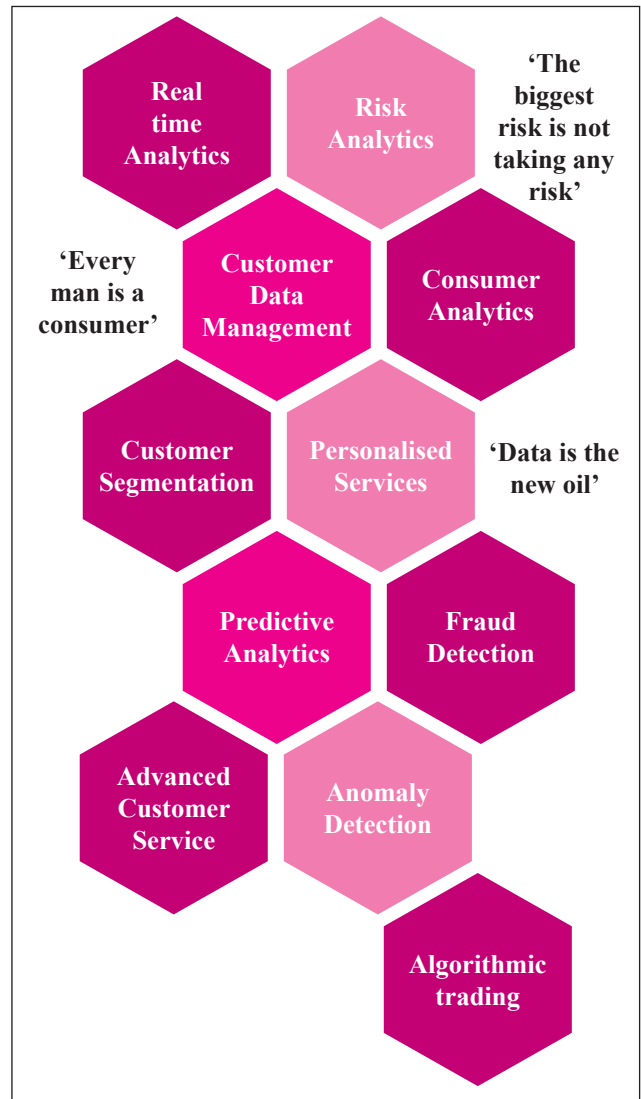 Real
time
Analytics
Risk
Analytics
‘The
biggest
risk is not
taking any
risk’
‘Every
man is a
consumer’
Customer
Data
Management
Consumer
Analytics
Customer
Segmentation
Personalised
Services
‘Data is the
new oil’
Predictive
Analytics
Fraud
Detection
Advanced
Customer
Service
Anomaly
Detection
Algorithmic
trading